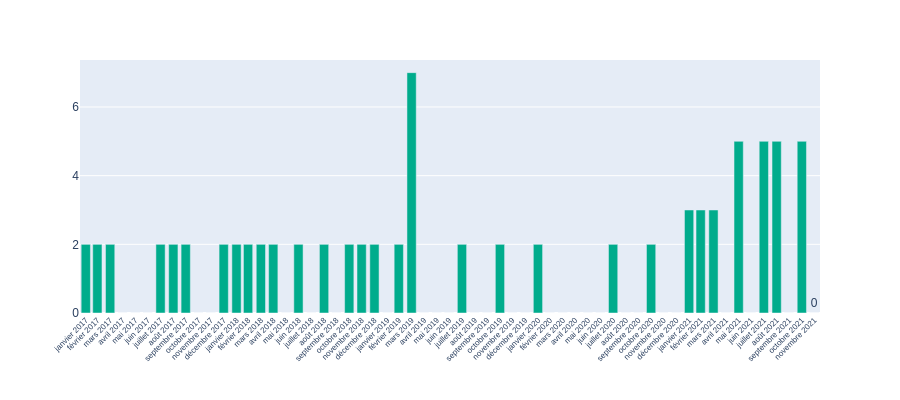 6
4
2
0
0
janvier 2017
février 2017
mars 2017
avril 2017
mai 2017
juin 2017
juillet 2017
août 2017
septembre 2017
octobre 2017
novembre 2017
décembre 2017
janvier 2018
février 2018
mars 2018
avril 2018
mai 2018
juin 2018
juillet 2018
août 2018
septembre 2018
octobre 2018
novembre 2018
décembre 2018
janvier 2019
février 2019
mars 2019
avril 2019
mai 2019
juin 2019
juillet 2019
août 2019
septembre 2019
octobre 2019
novembre 2019
décembre 2019
janvier 2020
février 2020
mars 2020
avril 2020
mai 2020
juin 2020
juillet 2020
août 2020
septembre 2020
octobre 2020
novembre 2020
décembre 2020
janvier 2021
février 2021
mars 2021
avril 2021
mai 2021
juin 2021
juillet 2021
août 2021
septembre 2021
octobre 2021
novembre 2021